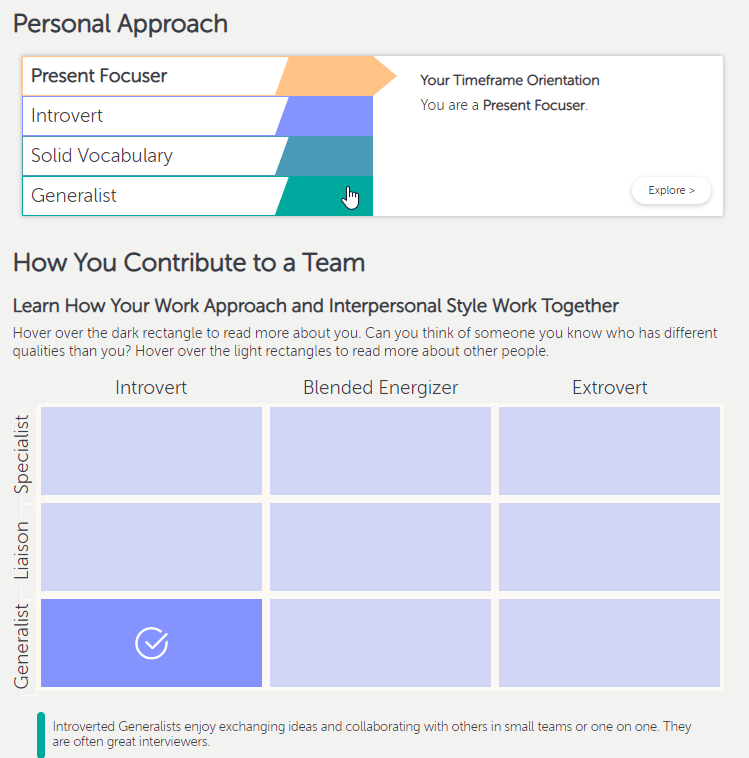 Personal Approach
Present Focuser
Introvert
Solid Vocabulary
Generalist
Your Timeframe Orientation
You are a Present Focuser.
Explore >
How You Contribute to a Team
Learn How Your Work Approach and Interpersonal Style Work Together
Hover over the dark rectangle to read more about you. Can you think of someone you know who has different
qualities than you? Hover over the light rectangles to read more about other people.
Introvert Blended Energizer Extrovert
Specialist
Liaison
Generalist
Introverted Generalists enjoy exchanging ideas and collaborating with others in small teams or one on one. They
are often great interviewers.